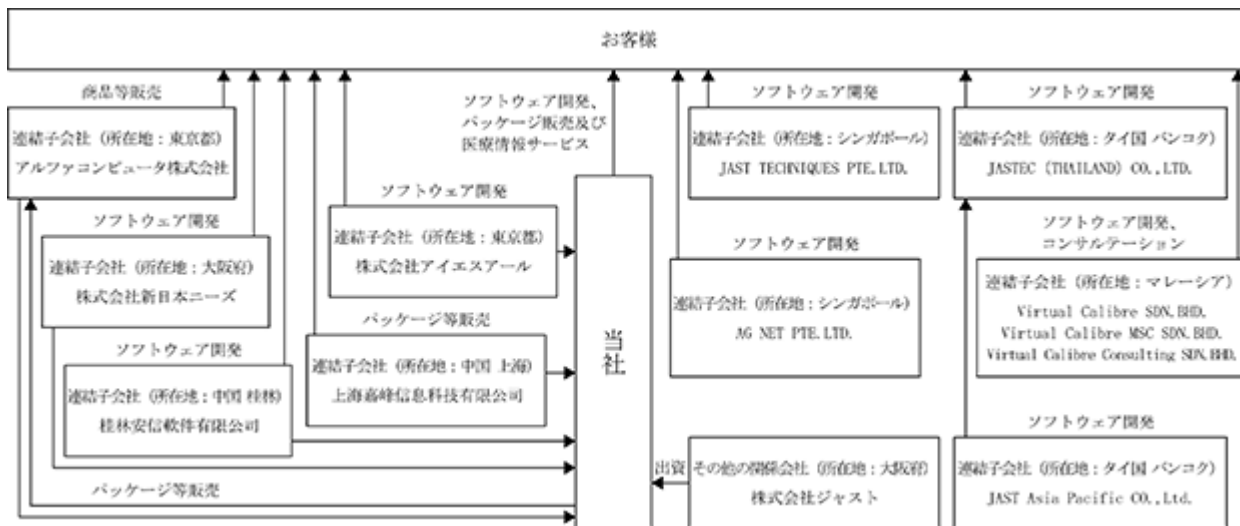 お客様
商品等販売
連結子会社（所在地：東京都）
アルファコンピュータ株式会社
ソフトウェア開発
連結子会社（所在地：大阪府）
株式会社新日本ニーズ
ソフトウェア開発
連結子会社（所在地：中国 桂林）
桂林安信軟件有限公司
パッケージ等販売
ソフトウェア開発
連結子会社（所在地：東京都）
株式会社アイエスアール
パッケージ等販売
連結子会社（所在地：中国 上海）
上海嘉峰信息科技有限公司
ソフトウェア開発、
パッケージ販売及び
医療情報サービス
当社
ソフトウェア開発
連結子会社（所在地：シンガポール）
JAST TECHNIQUES PTE.LTD.
ソフトウェア開発
連結子会社（所在地：シンガポール）
AG NET PTE.LTD.
出資
その他の関係会社（所在地：大阪府）
株式会社ジャスト
ソフトウェア開発
連結子会社（所在地：タイ国 バンコク）
JASTEC (THAILAND) CO.,LTD.
ソフトウェア開発、
コンサルテーション
連結子会社（所在地：マレーシア）
Virtual Calibre SDN.BHD.
Virtual Calibre MSC SDN.BHD.
Virtual Calibre Consulting SDN.BHD.
ソフトウェア開発
連結子会社（所在地：タイ国 バンコク）
JAST Asia Pacific CO.,Ltd.